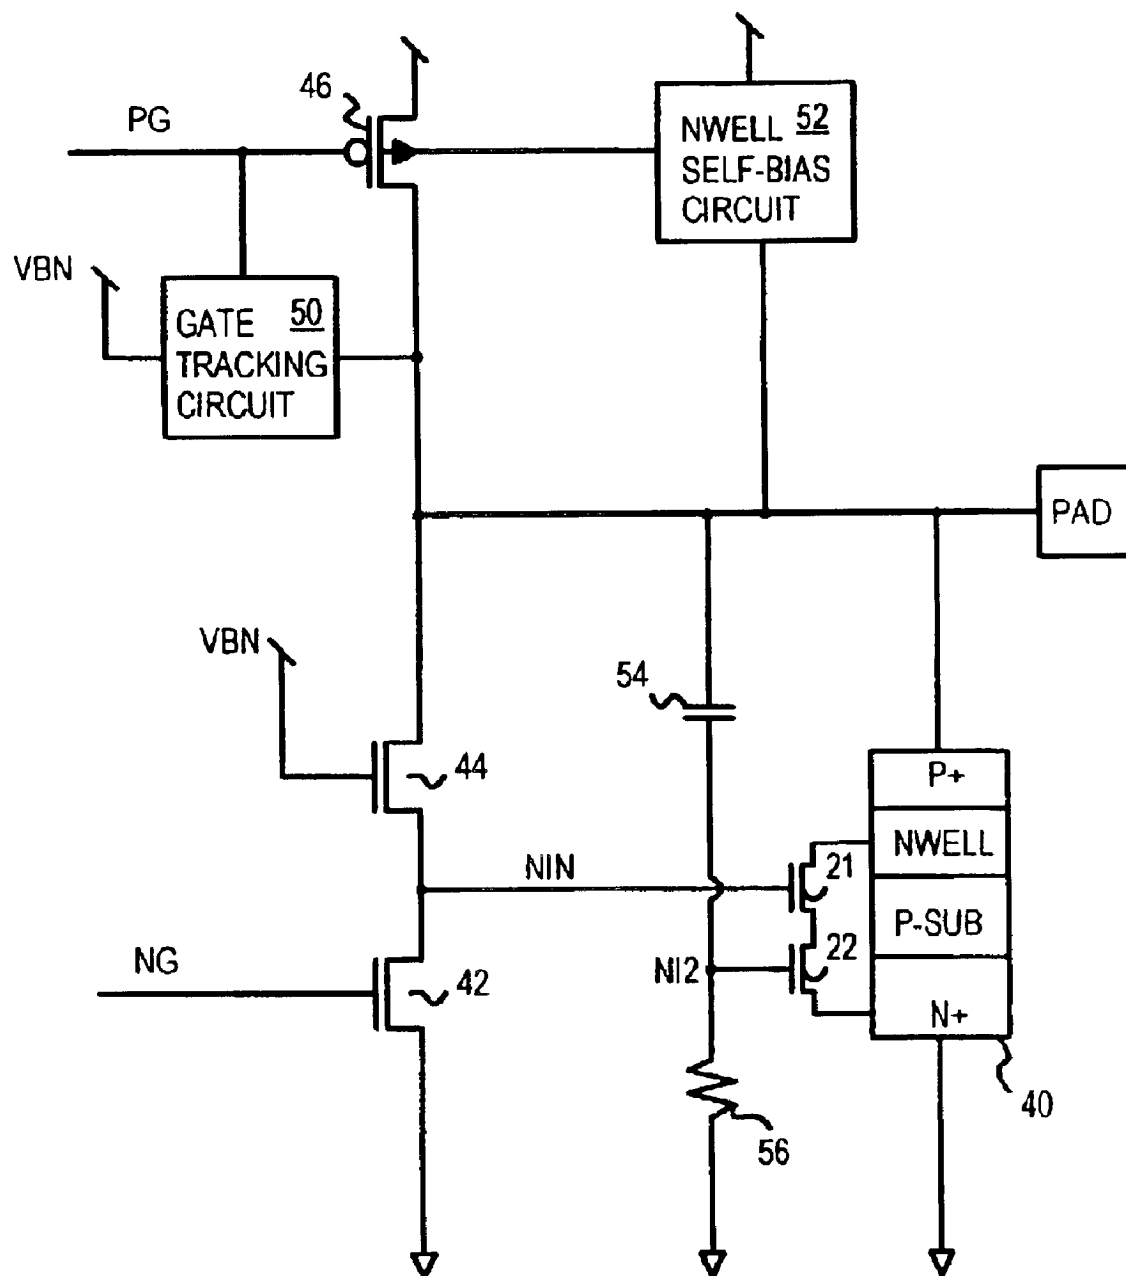 46
PG
NWELL 52
SELF-BIAS
CIRCUIT
VBN
GATE 50
TRACKING
CIRCUIT
PAD
VBN
54
44
P+
NWELL
NIN
21
P-SUB
22
NG
NI2
42
N+
40
56